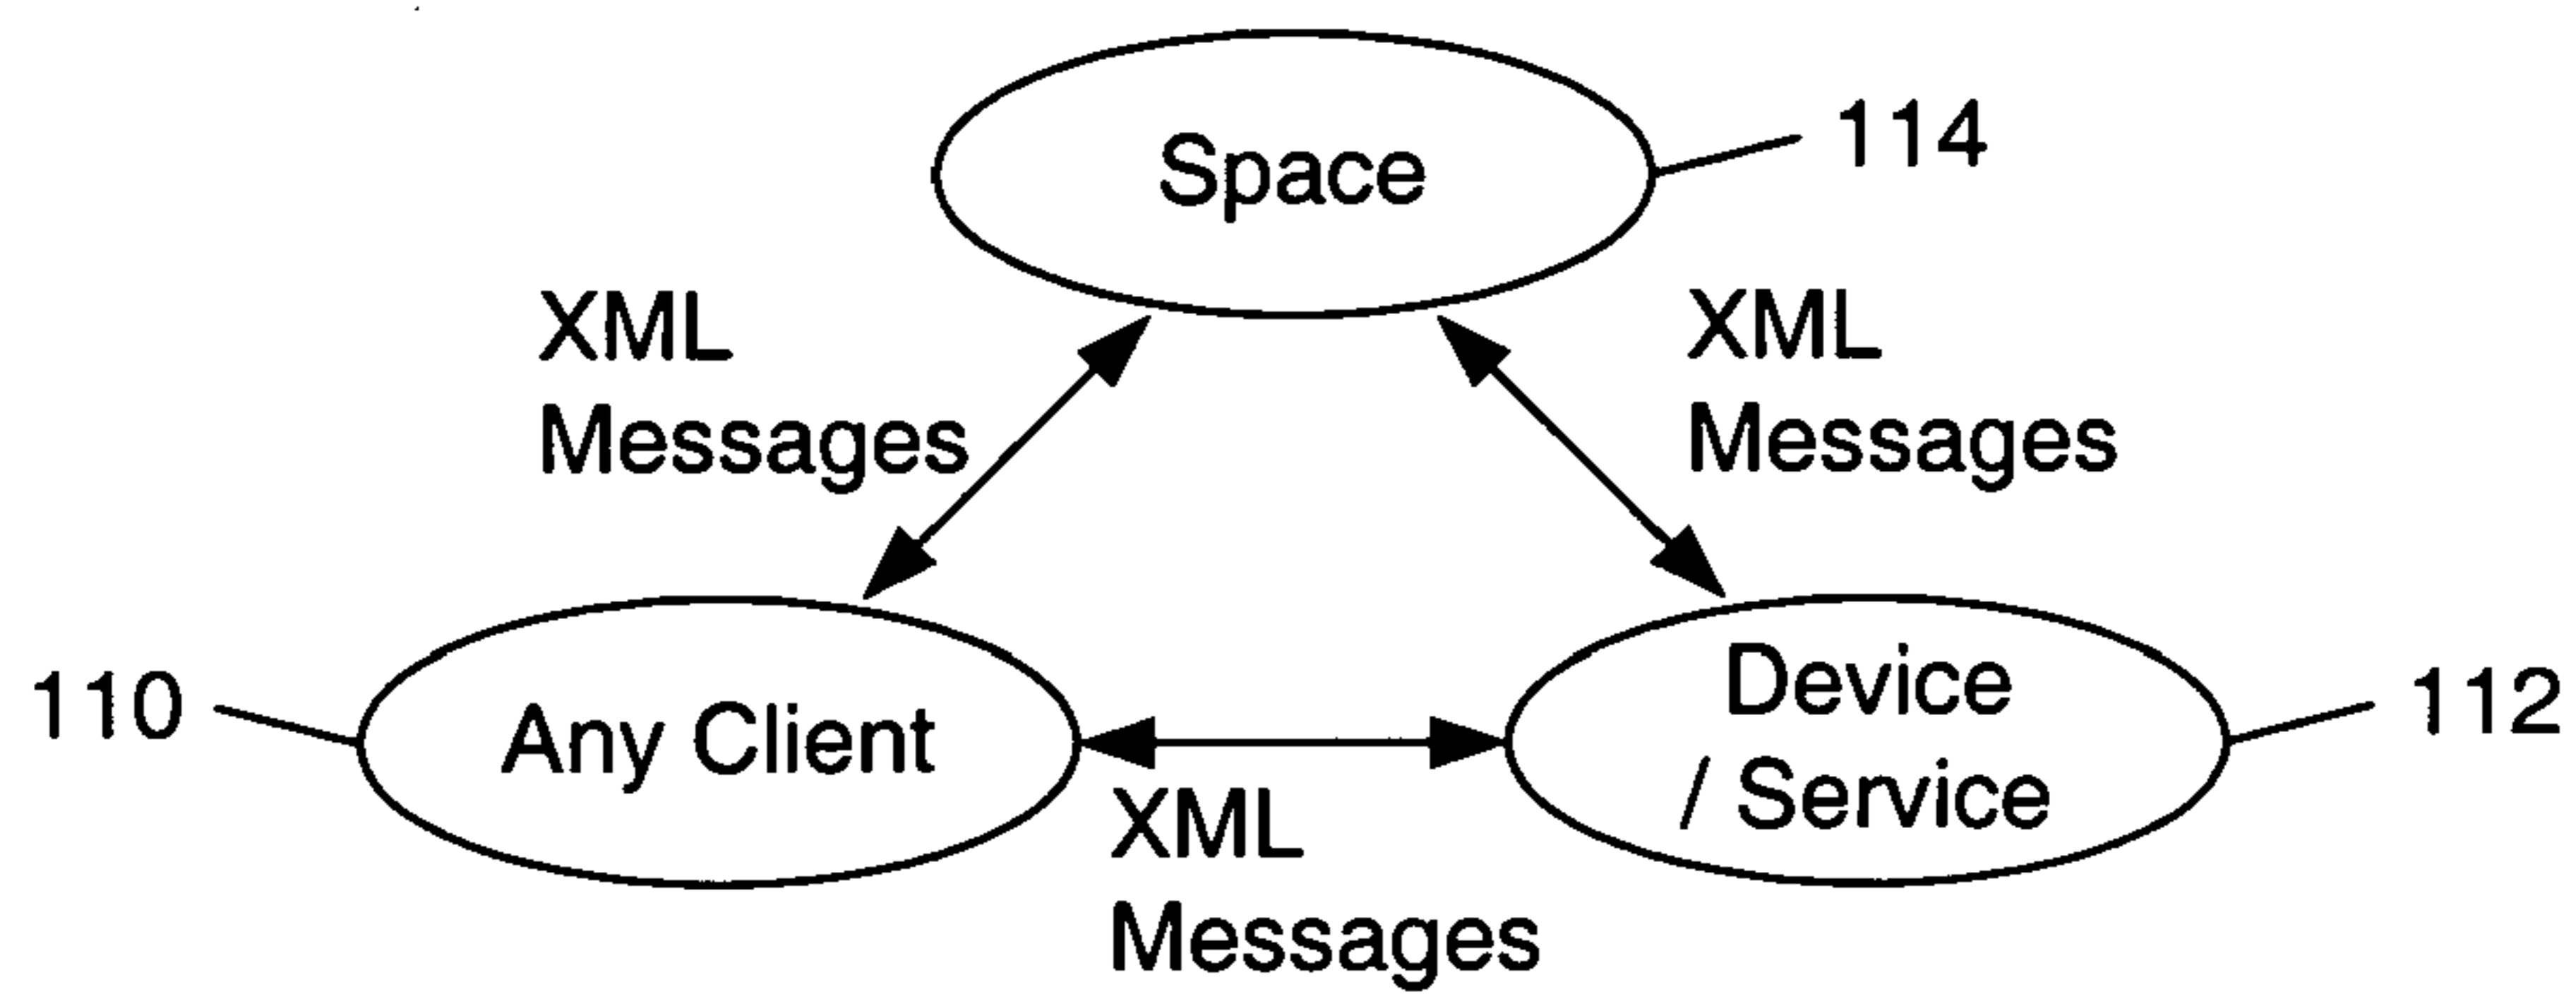 Space
114
XML
Messages
XML
Messages
110
Any Client
Device
/ Service
112
XML
Messages